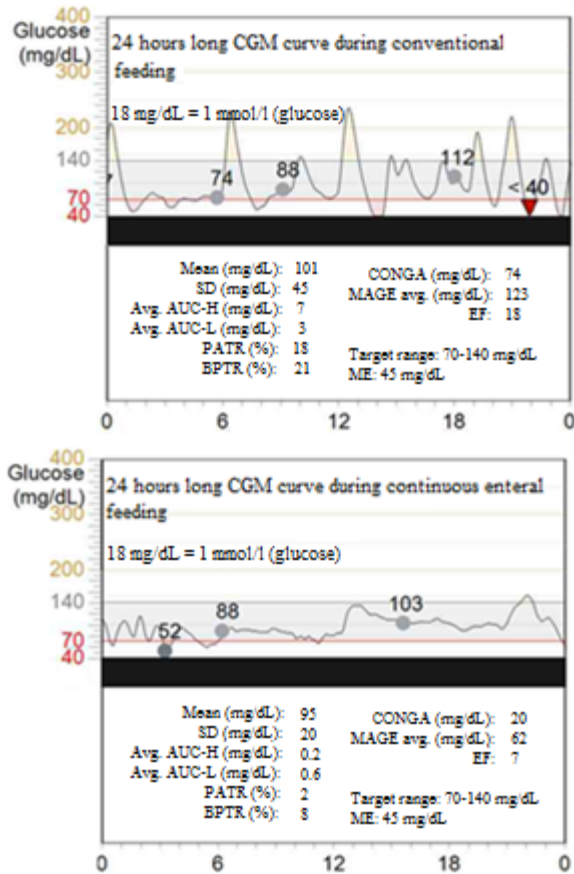 400
Glucose
(mg/dL)
24 hours long CGM curve during conventional
feeding
300
18 mg/dL = 1 mmol/l (glucose)
200
140
70
40
74
88
112
< 40
Mean (mg/dL): 101
SD (mg/dL): 45
Avg. AUC-H (mg/dL): 7
Avg. AUC-L (mg/dL): 3
PATR (%): 18
BPTR (%): 21
CONGA (mg/dL): 74
MAGE avg. (mg/dL): 123
EF: 18
Target range: 70-140 mg/dL
ME: 45 mg/dL
0 6 12 18 0
400
Glucose
(mg/dL)
24 hours long CGM curve during continuous enteral
feeding
300
18 mg/dL = 1 mmol/l (glucose)
200
140
70
40
52
88
103
Mean (mg/dL): 95
SD (mg/dL): 20
Avg. AUC-H (mg/dL): 0.2
Avg. AUC-L (mg/dL): 0.6
PATR (%): 2
BPTR (%): 8
CONGA (mg/dL): 20
MAGE avg. (mg/dL): 62
EF: 7
Target range: 70-140 mg/dL
ME: 45 mg/dL
0 6 12 18 0